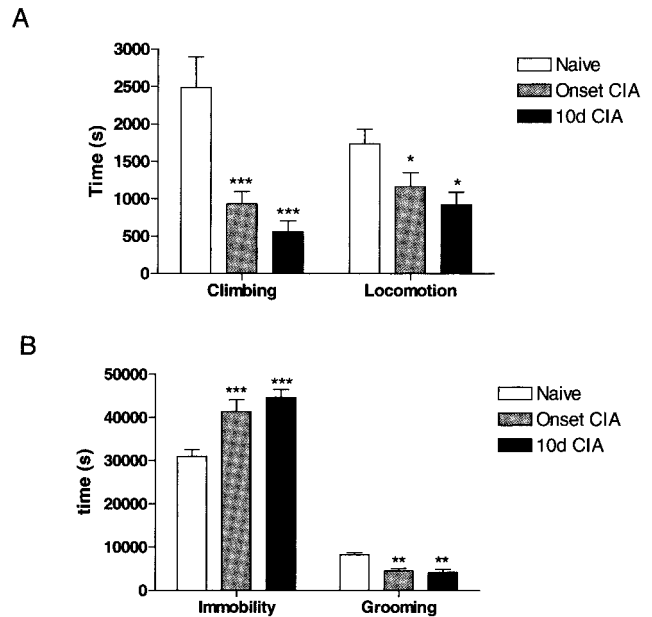 A
3000
2500
2000
1500
1000
500
0
Time (s)
*** ***
* *
Climbing Locomotion
Naive
Onset CIA
10d CIA
B
50000
40000
30000
20000
10000
0
time (s)
*** ***
** **
Immobility Grooming
Naive
Onset CIA
10d CIA